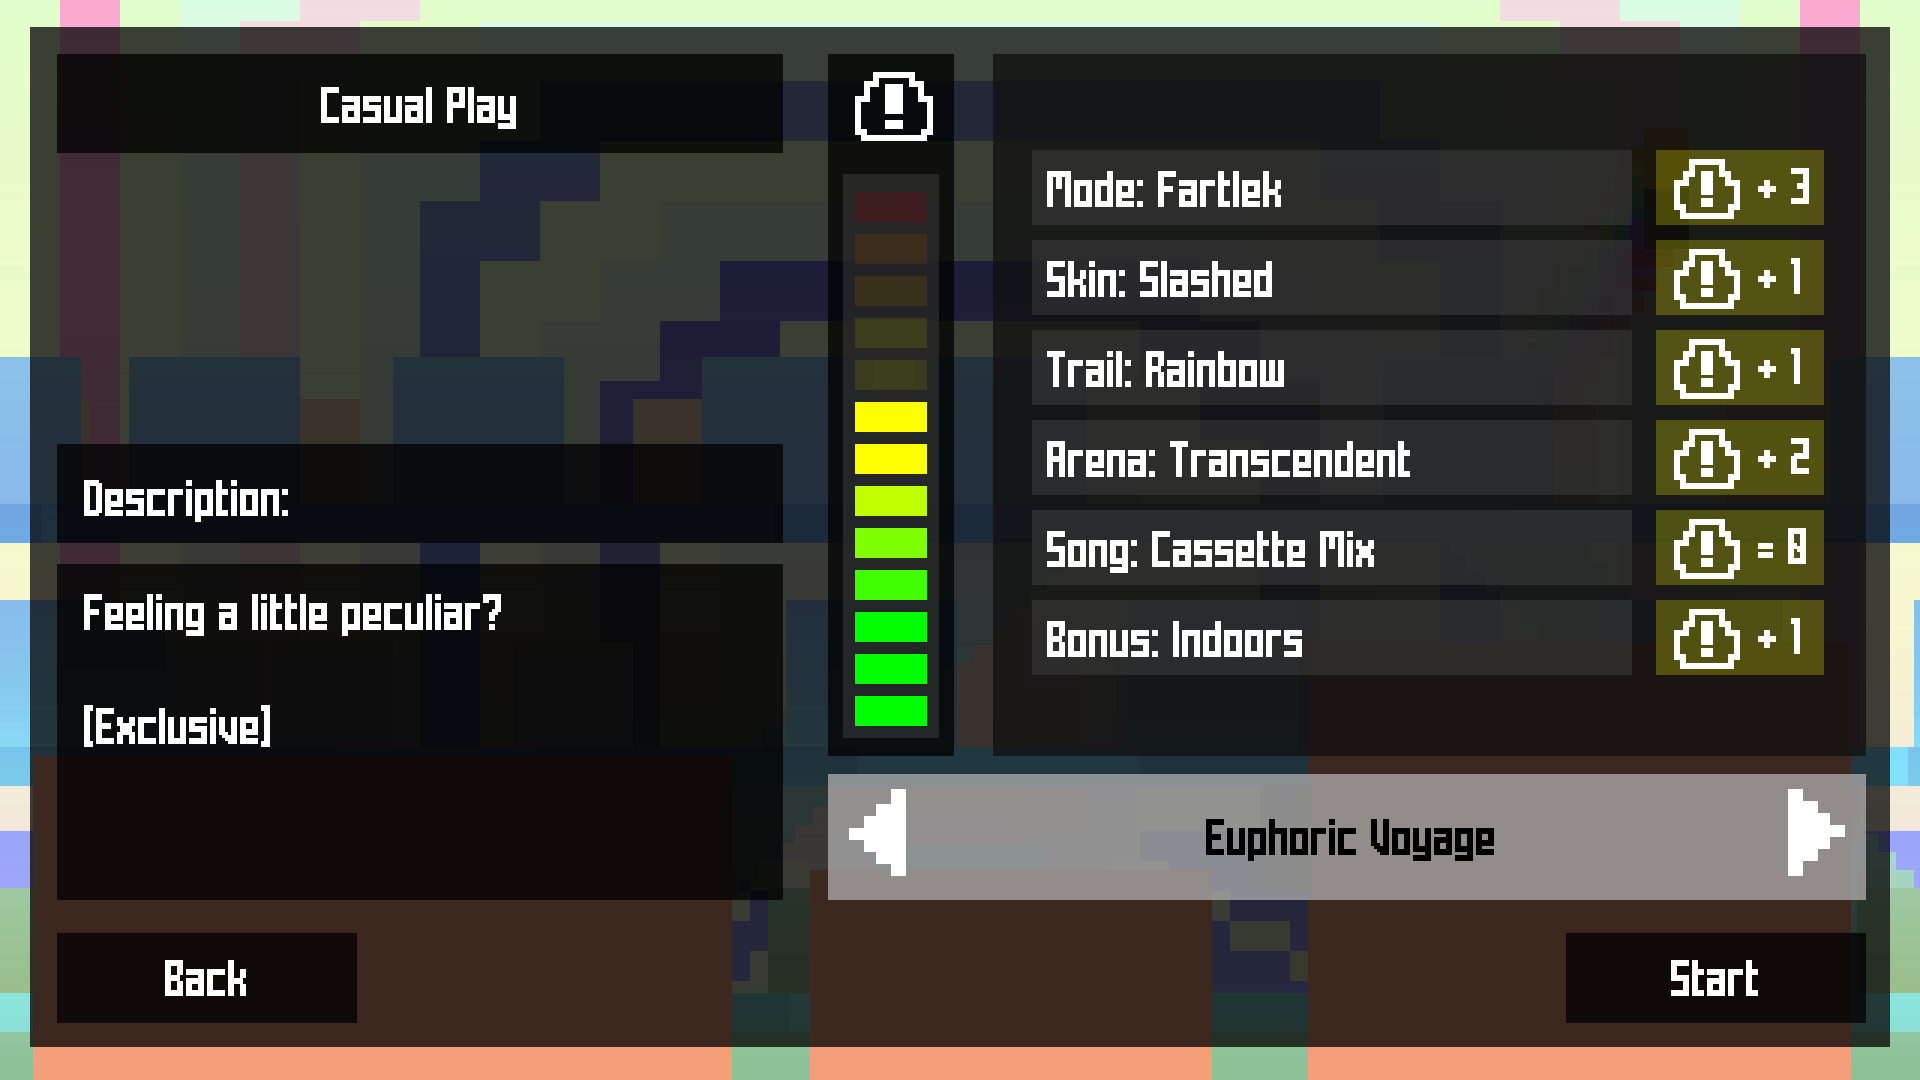 Casual Play
!
Mode: Fartlek ! + 3
Skin: Slashed ! + 1
Trail: Rainbow ! + 1
Arena: Transcendent ! + 2
Song: Cassette Mix ! = 0
Bonus: Indoors ! + 1
Description:
Feeling a little peculiar?
[Exclusive]
Euphoric Voyage
Back
Start